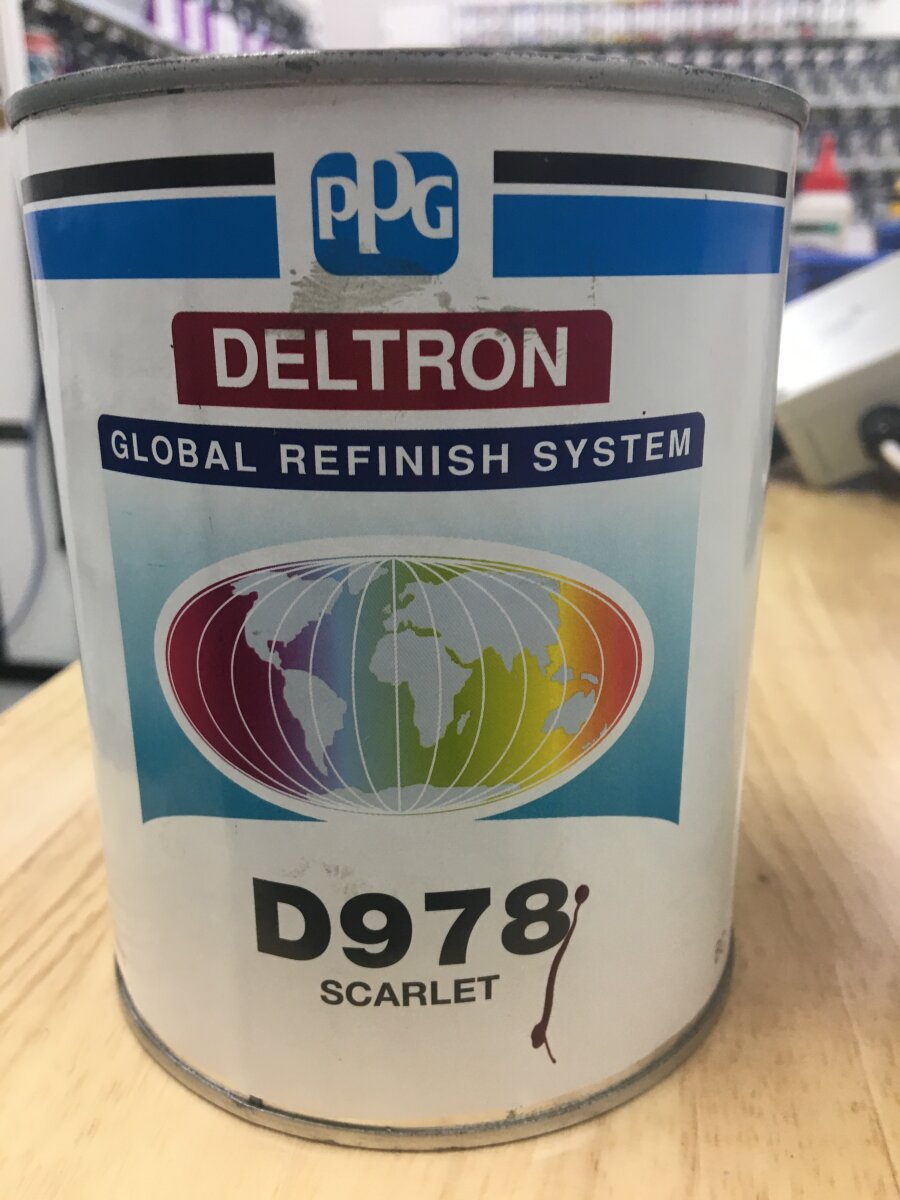 PPG
DELTRON
GLOBAL REFINISH SYSTEM
D978
SCARLET